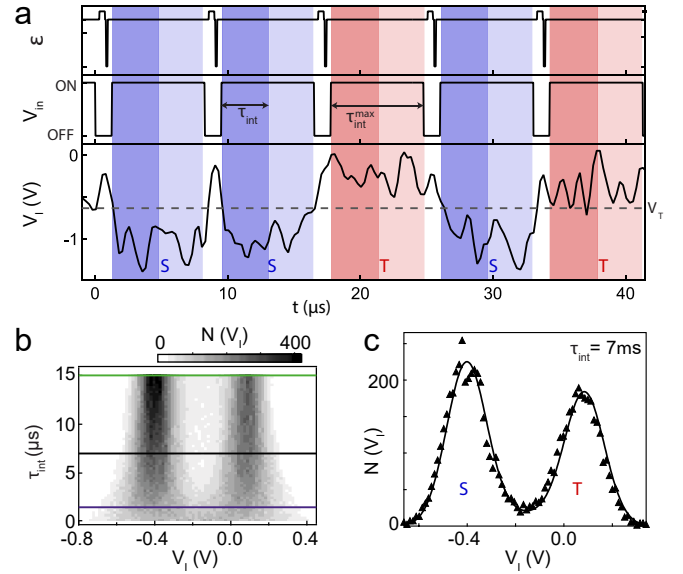 a
ε
V_in
ON
OFF
τ_int
τ_int^max
V_I (V)
0
-1
V_T
S
S
T
S
T
0
10
20
30
40
t (μs)
b
N (V_I)
0
400
τ_int (μs)
15
10
5
0
-0.8
-0.4
0.0
0.4
V_I (V)
c
τ_int = 7ms
N (V_I)
200
0
S
T
-0.4
0.0
V_I (V)